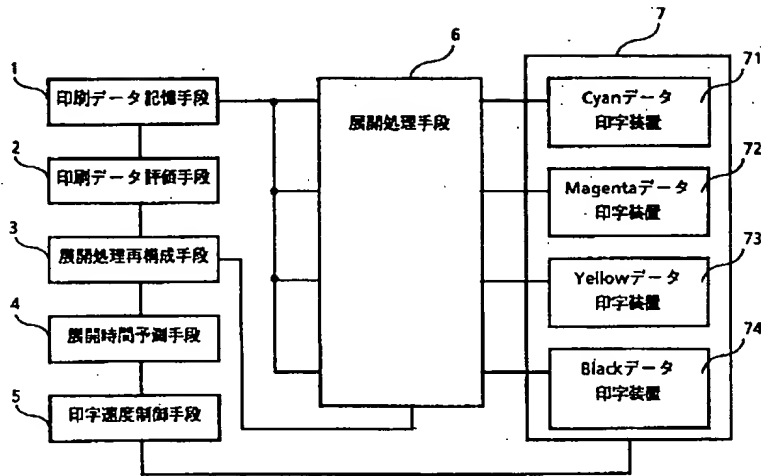 1
印刷データ記憶手段
2
印刷データ評価手段
3
展開処理再構成手段
4
展開時間予測手段
5
印字速度制御手段
6
展開処理手段
7
71
Cyanデータ
印字装置
72
Magentaデータ
印字装置
73
Yellowデータ
印字装置
74
Blackデータ
印字装置